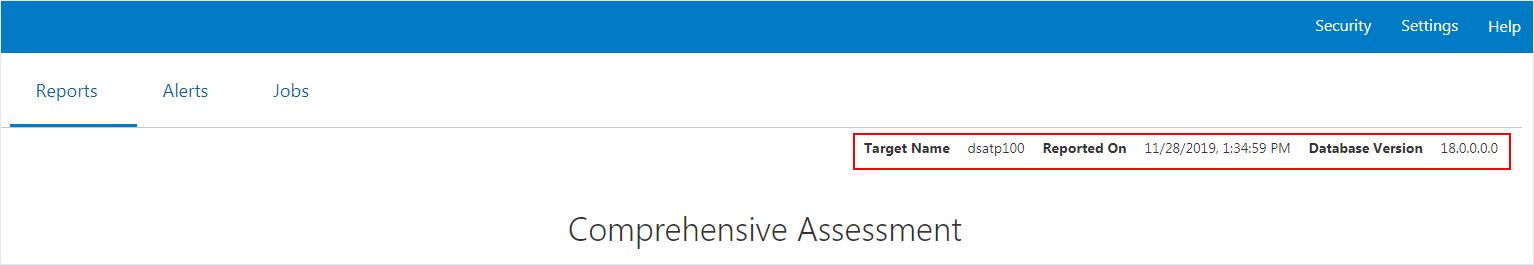 Security Settings Help
Reports Alerts Jobs
Target Name dsatp100 Reported On 11/28/2019, 1:34:59 PM Database Version 18.0.0.0.0
Comprehensive Assessment